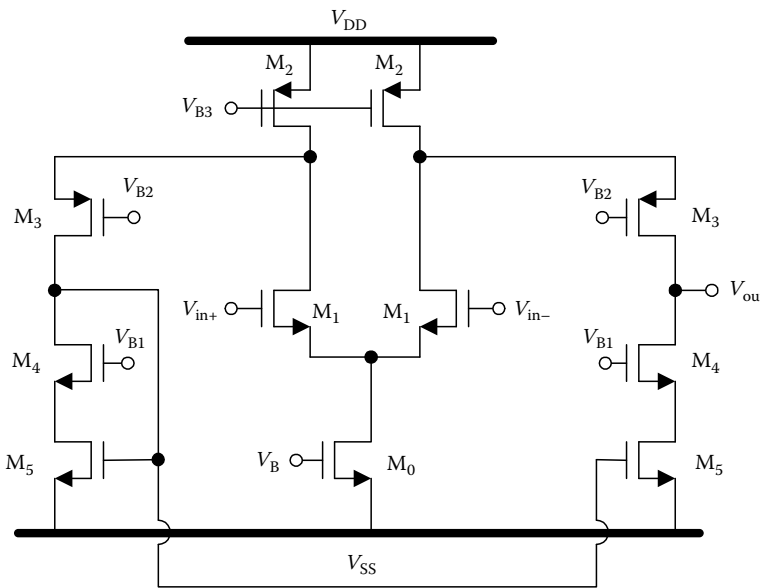 V_DD
M_2 M_2
V_B3
V_B2 V_B2
M_3 M_3
V_in+ M_1 M_1 V_in− V_ou
V_B1 V_B1
M_4 M_4
M_5 V_B M_0 M_5
V_SS